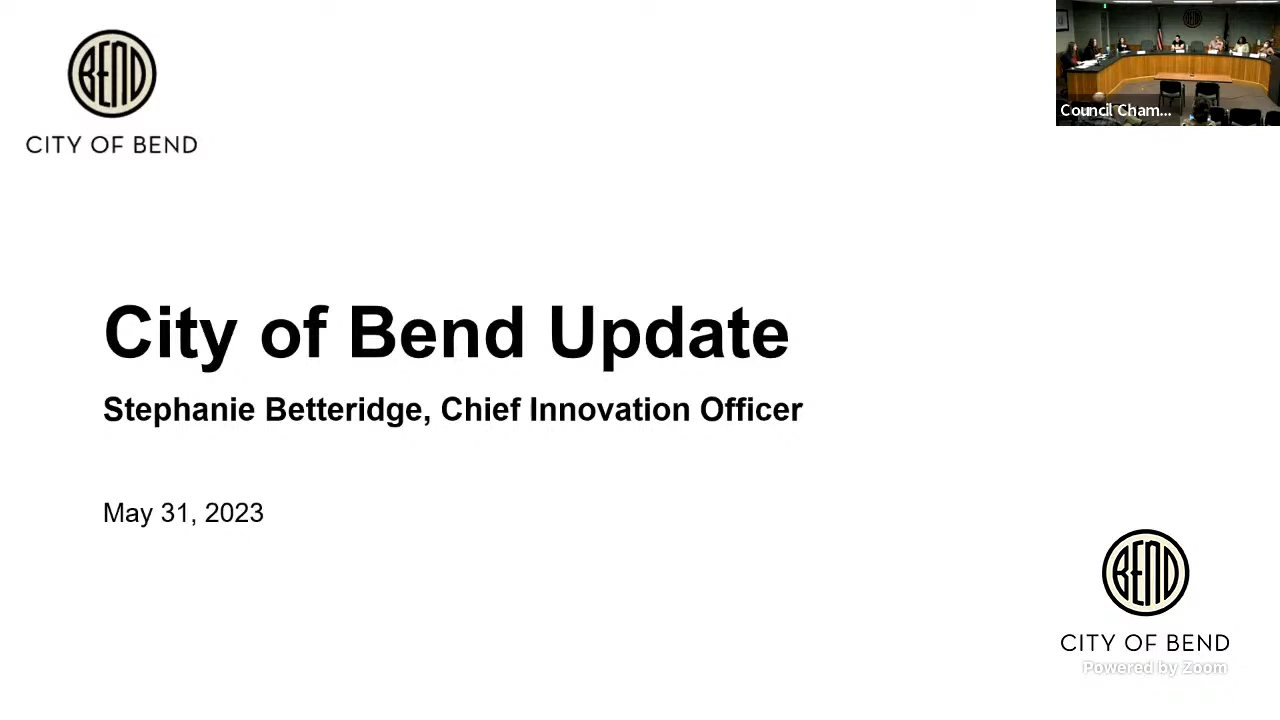 BEND
CITY OF BEND
Council Cham...
City of Bend Update
Stephanie Betteridge, Chief Innovation Officer
May 31, 2023
BEND
CITY OF BEND
Powered by Zoom